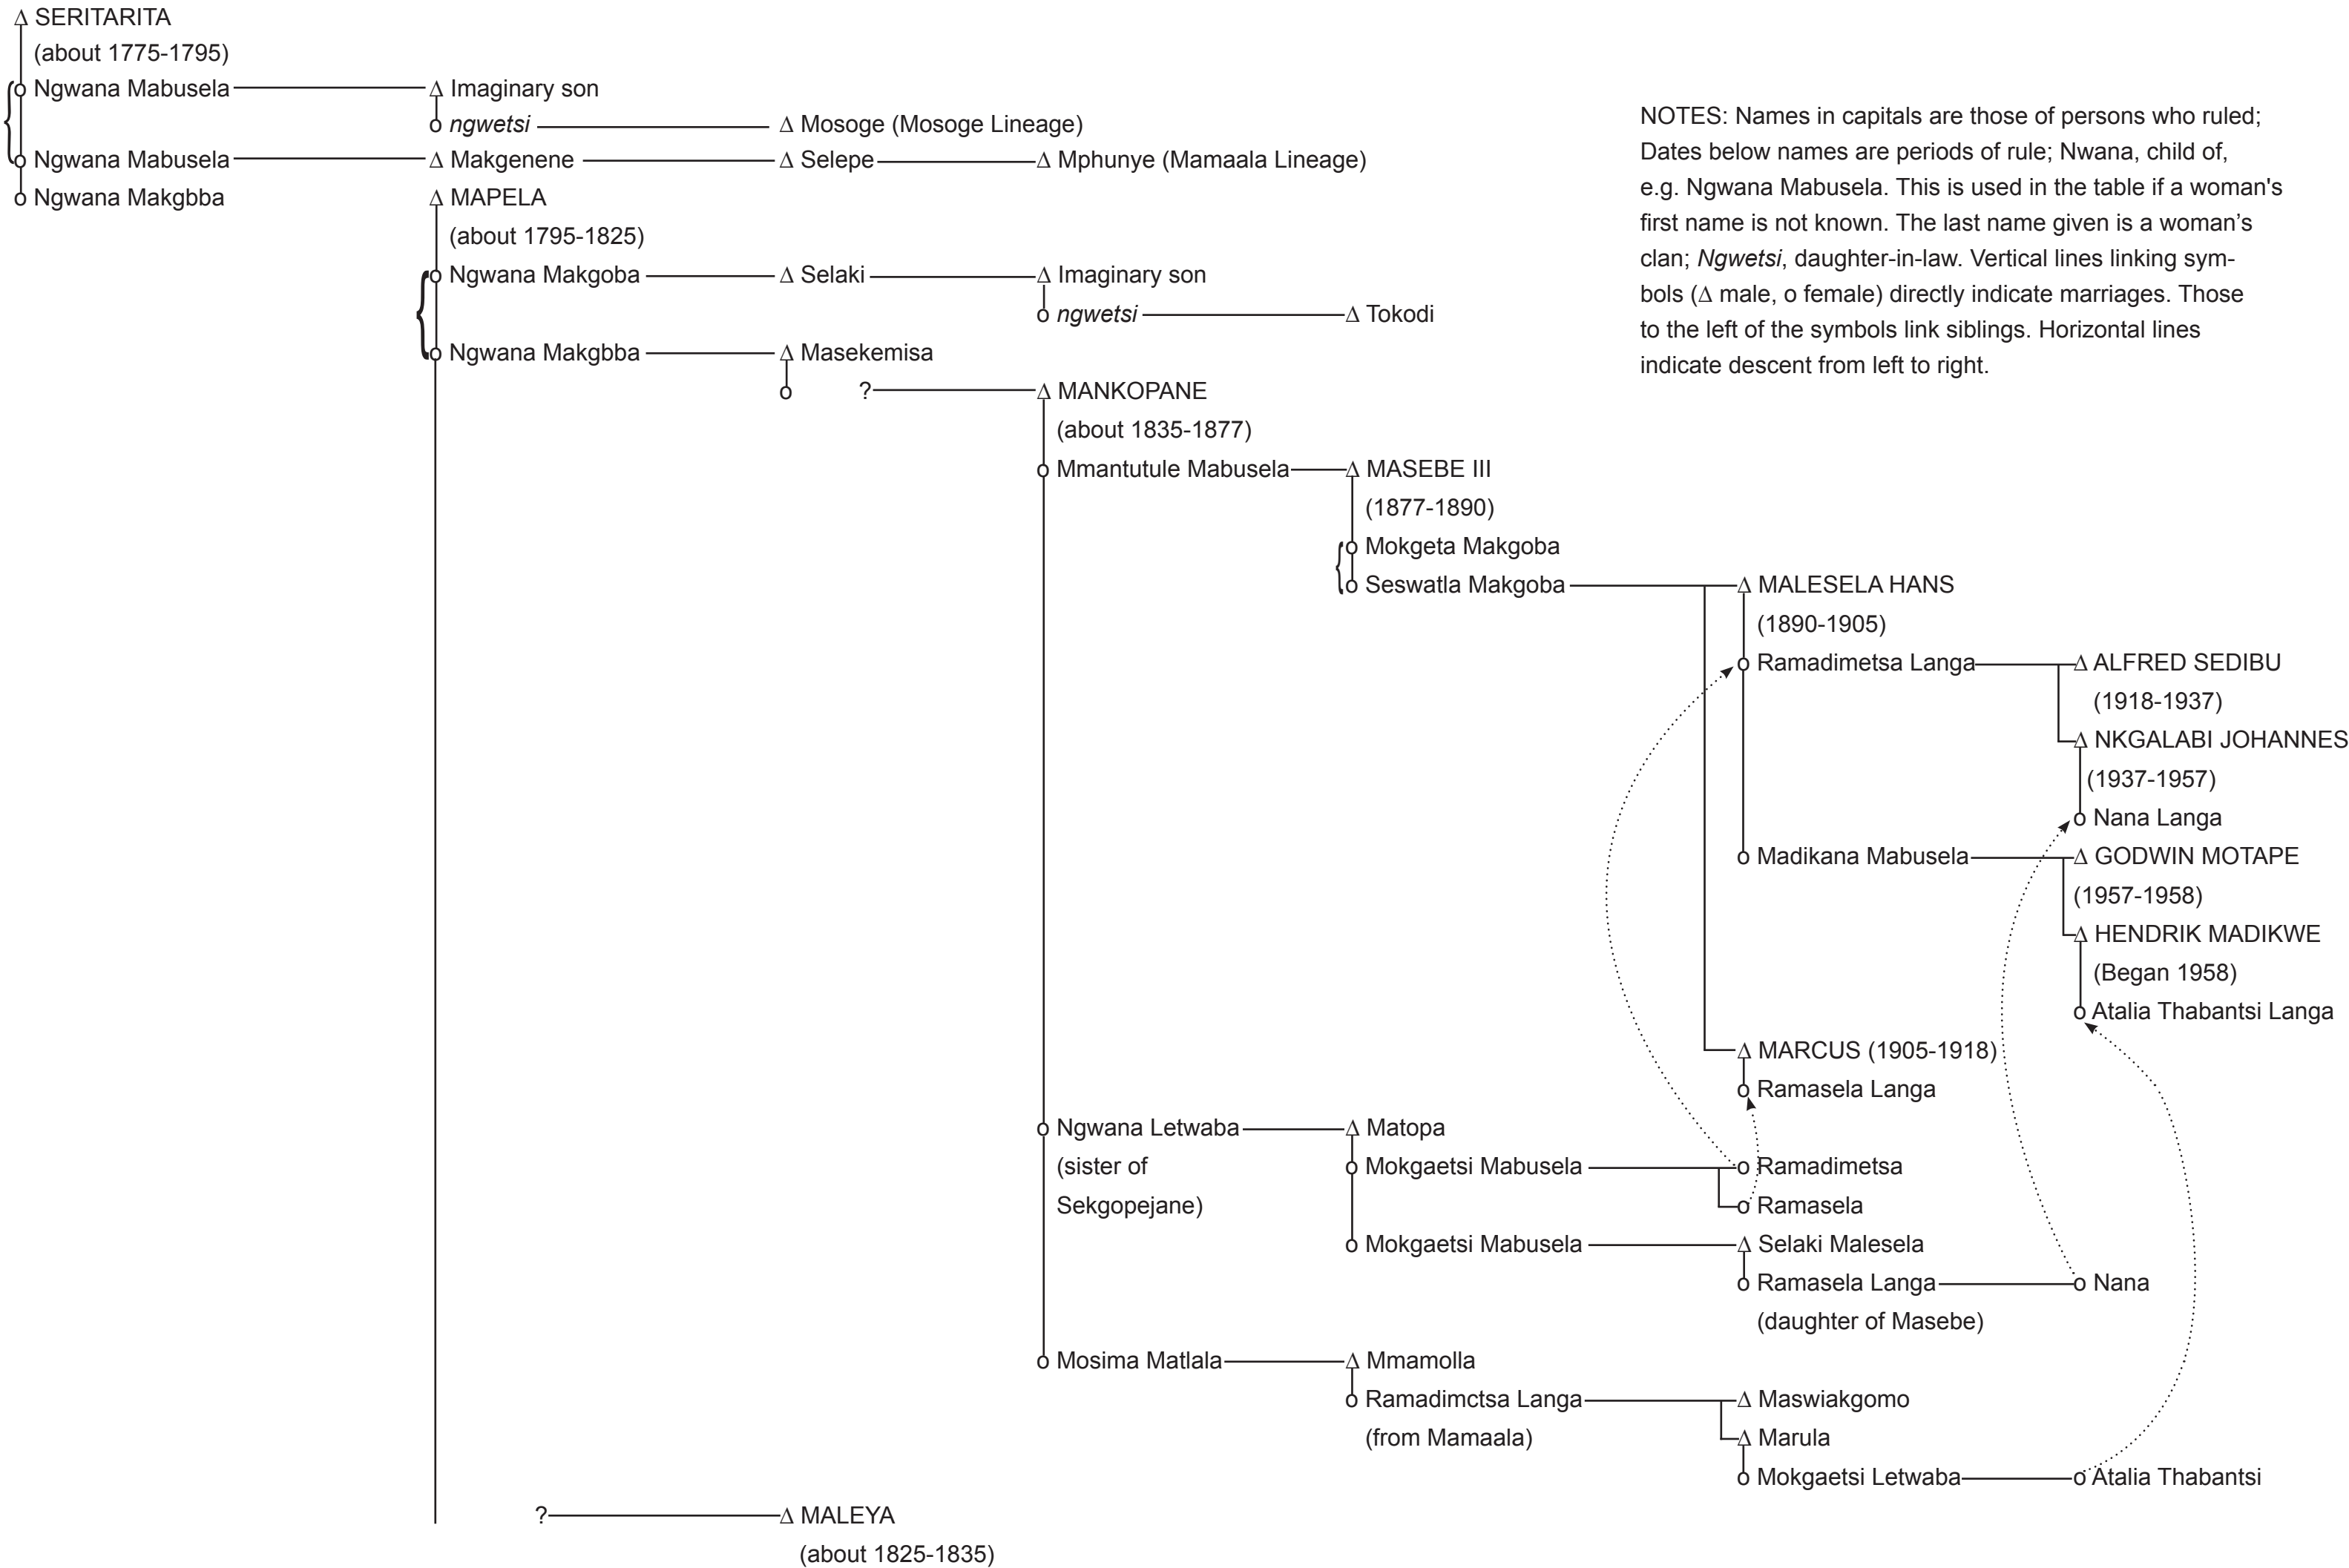 Δ SERITARITA
(about 1775-1795)
o Ngwana Mabusela Δ Imaginary son
o ngwetsi Δ Mosoge (Mosoge Lineage)
o Ngwana Mabusela Δ Makgenene Δ Selepe Δ Mphunye (Mamaala Lineage)
o Ngwana Makgbba Δ MAPELA
(about 1795-1825)
o Ngwana Makgoba Δ Selaki Δ Imaginary son
o ngwetsi Δ Tokodi
o Ngwana Makgbba Δ Masekemisa
o ? Δ MANKOPANE
(about 1835-1877)
NOTES: Names in capitals are those of persons who ruled;
Dates below names are periods of rule; Nwana, child of,
e.g. Ngwana Mabusela. This is used in the table if a woman's
first name is not known. The last name given is a woman’s
clan; Ngwetsi, daughter-in-law. Vertical lines linking sym-
bols (Δ male, o female) directly indicate marriages. Those
to the left of the symbols link siblings. Horizontal lines
indicate descent from left to right.
o Mmantutule Mabusela Δ MASEBE III
(1877-1890)
o Mokgeta Makgoba
o Seswatla Makgoba Δ MALESELA HANS
(1890-1905)
o Ramadimetsa Langa Δ ALFRED SEDIBU
(1918-1937)
Δ NKGALABI JOHANNES
(1937-1957)
o Nana Langa
o Madikana Mabusela Δ GODWIN MOTAPE
(1957-1958)
Δ HENDRIK MADIKWE
(Began 1958)
o Atalia Thabantsi Langa
Δ MARCUS (1905-1918)
o Ramasela Langa
o Ngwana Letwaba Δ Matopa
(sister of o Mokgaetsi Mabusela o Ramadimetsa
Sekgopejane) o Ramasela
o Mokgaetsi Mabusela Δ Selaki Malesela
o Ramasela Langa o Nana
(daughter of Masebe)
o Mosima Matlala Δ Mmamolla
o Ramadimctsa Langa Δ Maswiakgomo
(from Mamaala) Δ Marula
o Mokgaetsi Letwaba o Atalia Thabantsi
? Δ MALEYA
(about 1825-1835)